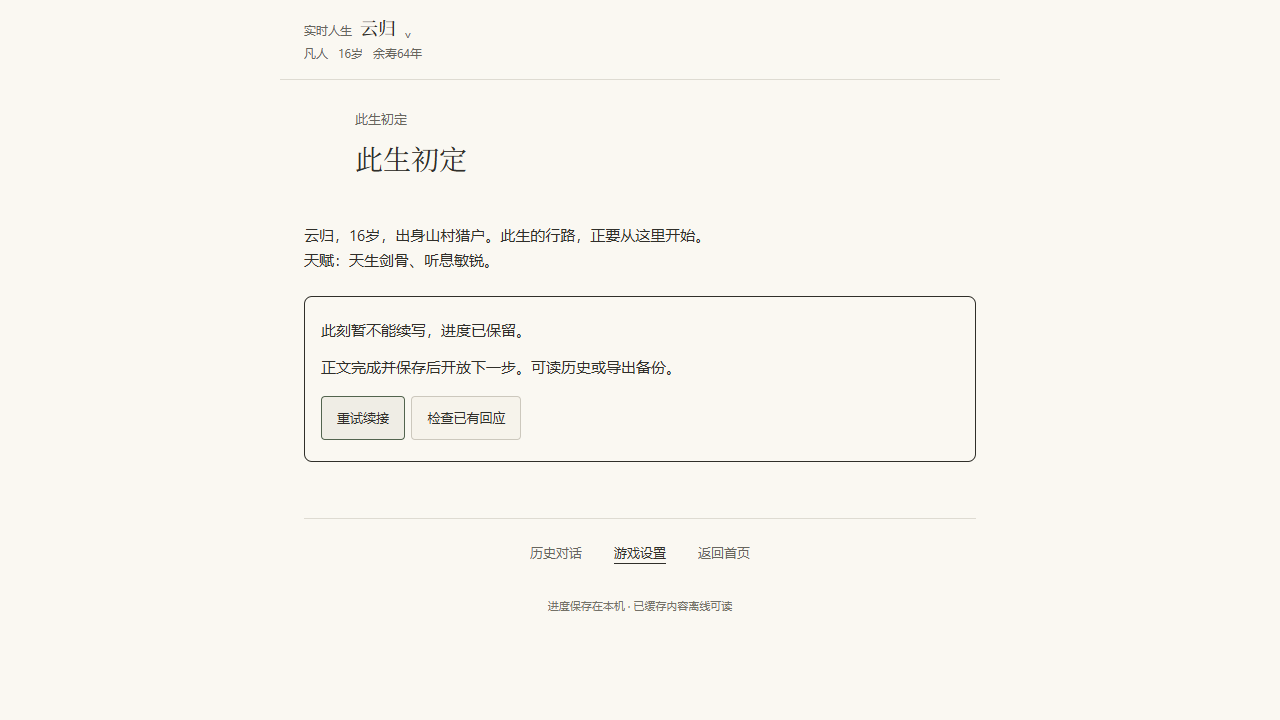 实时人生 云归 ∨
凡人 16岁 余寿64年
此生初定
此生初定
云归，16岁，出身山村猎户。此生的行路，正要从这里开始。
天赋：天生剑骨、听息敏锐。
此刻暂不能续写，进度已保留。
正文完成并保存后开放下一步。可读历史或导出备份。
重试续接 检查已有回应
历史对话 游戏设置 返回首页
进度保存在本机 · 已缓存内容离线可读